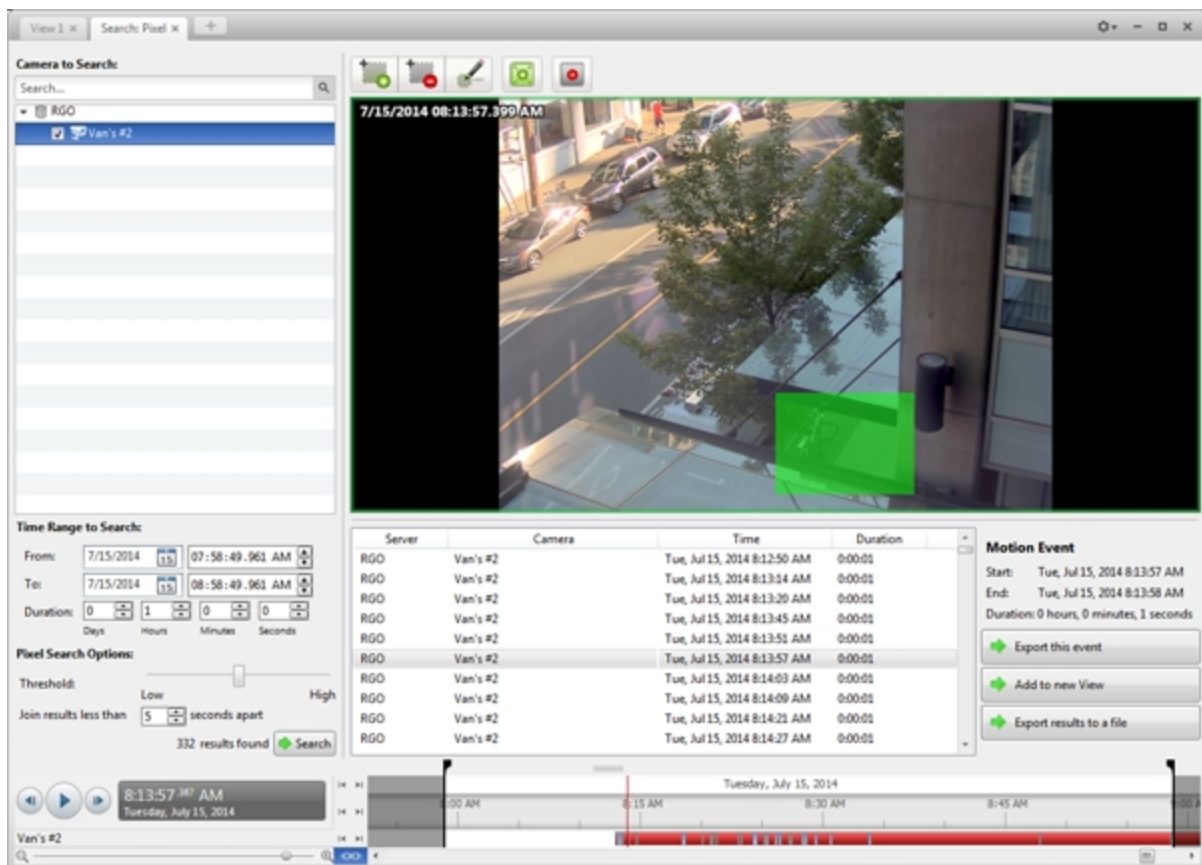 View 1
Search: Pixel
Camera to Search:
Search...
RGO
Van's #2
7/15/2014 08:13:57.399 AM
Time Range to Search:
From: 7/15/2014 15 07:58:49.961 AM
To: 7/15/2014 15 08:58:49.961 AM
Duration: 0 1 0 0
Days Hours Minutes Seconds
Pixel Search Options:
Threshold:
Low High
Join results less than 5 seconds apart
332 results found Search
Server Camera Time Duration
RGO Van's #2 Tue, Jul 15, 2014 8:12:50 AM 0:00:01
RGO Van's #2 Tue, Jul 15, 2014 8:13:14 AM 0:00:01
RGO Van's #2 Tue, Jul 15, 2014 8:13:20 AM 0:00:01
RGO Van's #2 Tue, Jul 15, 2014 8:13:45 AM 0:00:01
RGO Van's #2 Tue, Jul 15, 2014 8:13:51 AM 0:00:01
RGO Van's #2 Tue, Jul 15, 2014 8:13:57 AM 0:00:01
RGO Van's #2 Tue, Jul 15, 2014 8:14:03 AM 0:00:01
RGO Van's #2 Tue, Jul 15, 2014 8:14:09 AM 0:00:01
RGO Van's #2 Tue, Jul 15, 2014 8:14:21 AM 0:00:01
RGO Van's #2 Tue, Jul 15, 2014 8:14:27 AM 0:00:01
Motion Event
Start: Tue, Jul 15, 2014 8:13:57 AM
End: Tue, Jul 15, 2014 8:13:58 AM
Duration: 0 hours, 0 minutes, 1 seconds
Export this event
Add to new View
Export results to a file
8:13:57 387 AM
Tuesday, July 15, 2014
Tuesday, July 15, 2014
8:15 AM 8:30 AM 8:45 AM
Van's #2